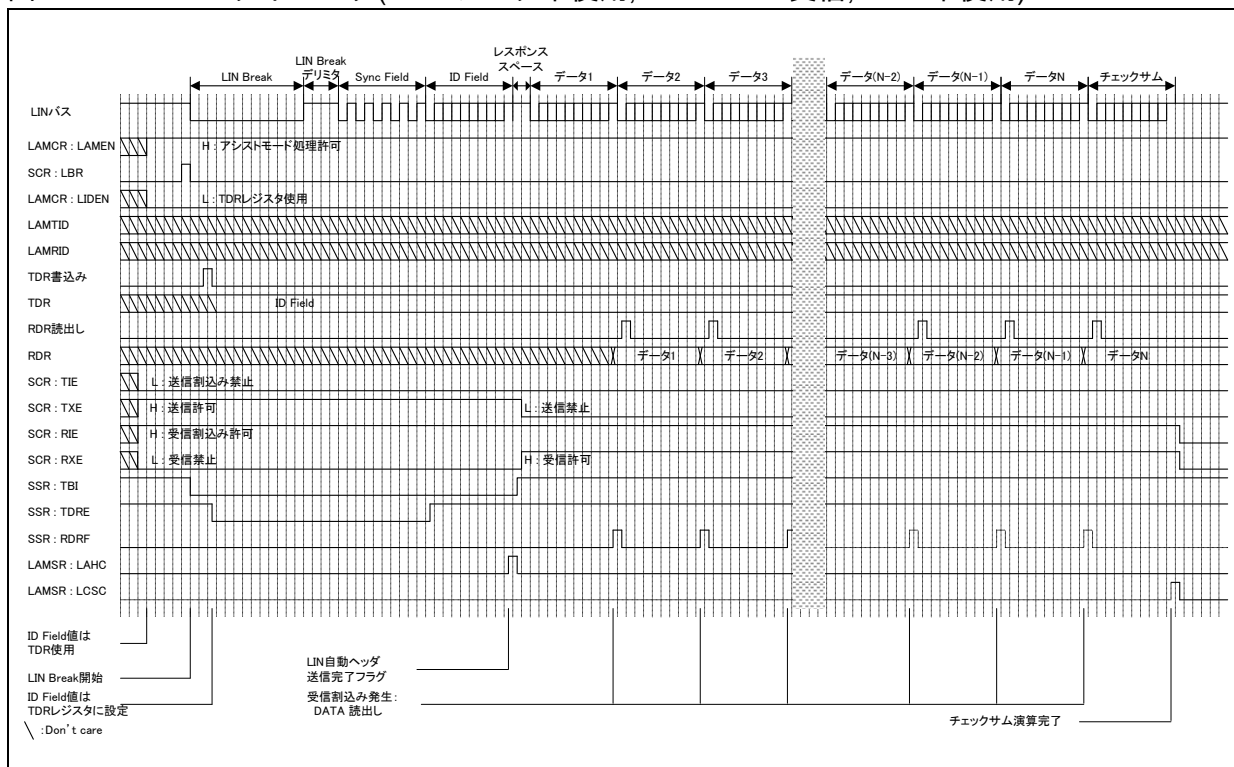 レスポンス
スペース
LIN Break
デリミタ
LIN Break Sync Field ID Field データ1 データ2 データ3 データ(N-2) データ(N-1) データN チェックサム
LINバス
LAMCR : LAMEN H : アシストモード処理許可
SCR : LBR
LAMCR : LIDEN L : TDRレジスタ使用
LAMTID
LAMRID
TDR書込み
TDR ID Field
RDR読出し
RDR データ1 データ2 データ(N-3) データ(N-2) データ(N-1) データN
SCR : TIE L : 送信割込み禁止
SCR : TXE H : 送信許可 L : 送信禁止
SCR : RIE H : 受信割込み許可
SCR : RXE L : 受信禁止 H : 受信許可
SSR : TBI
SSR : TDRE
SSR : RDRF
LAMSR : LAHC
LAMSR : LCSC
ID Field値は
TDR使用
LIN Break開始
ID Field値は
TDRレジスタに設定
\ :Don't care
LIN自動ヘッダ
送信完了フラグ
受信割込み発生:
DATA 読出し
チェックサム演算完了